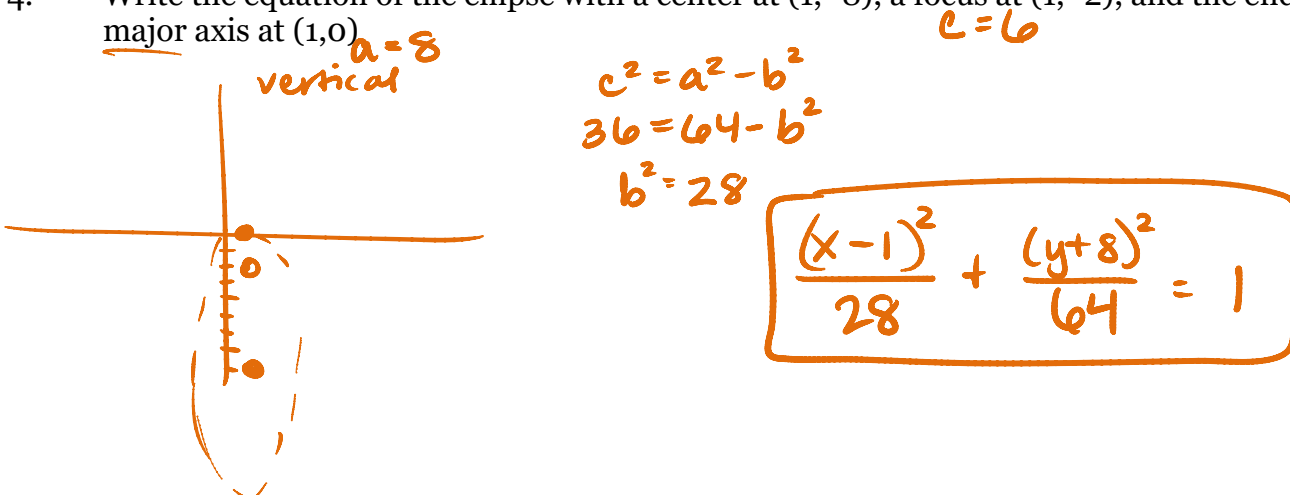 4. Write the equation of the ellipse with a center at (1, -8), a focus at (1, -2), and the end
major axis at (1,0)
a = 8
c = 6
vertical
c² = a² - b²
36 = 64 - b²
b² = 28
(x-1)²/28 + (y+8)²/64 = 1